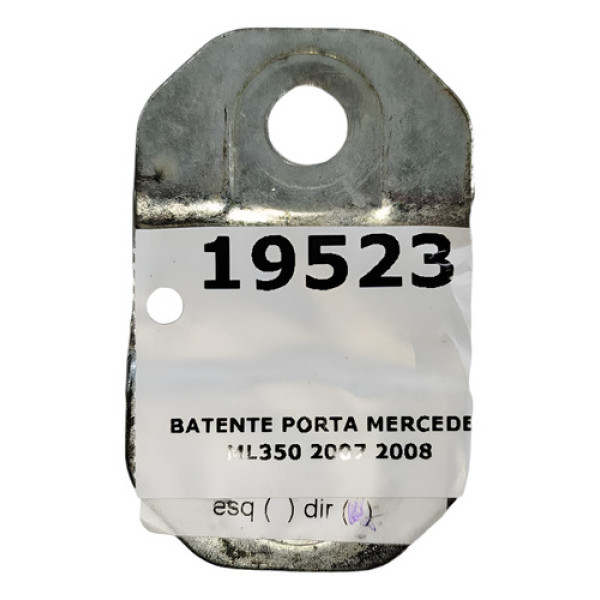 19523
BATENTE PORTA MERCEDE
ML350 2007 2008
esq ( ) dir ( )